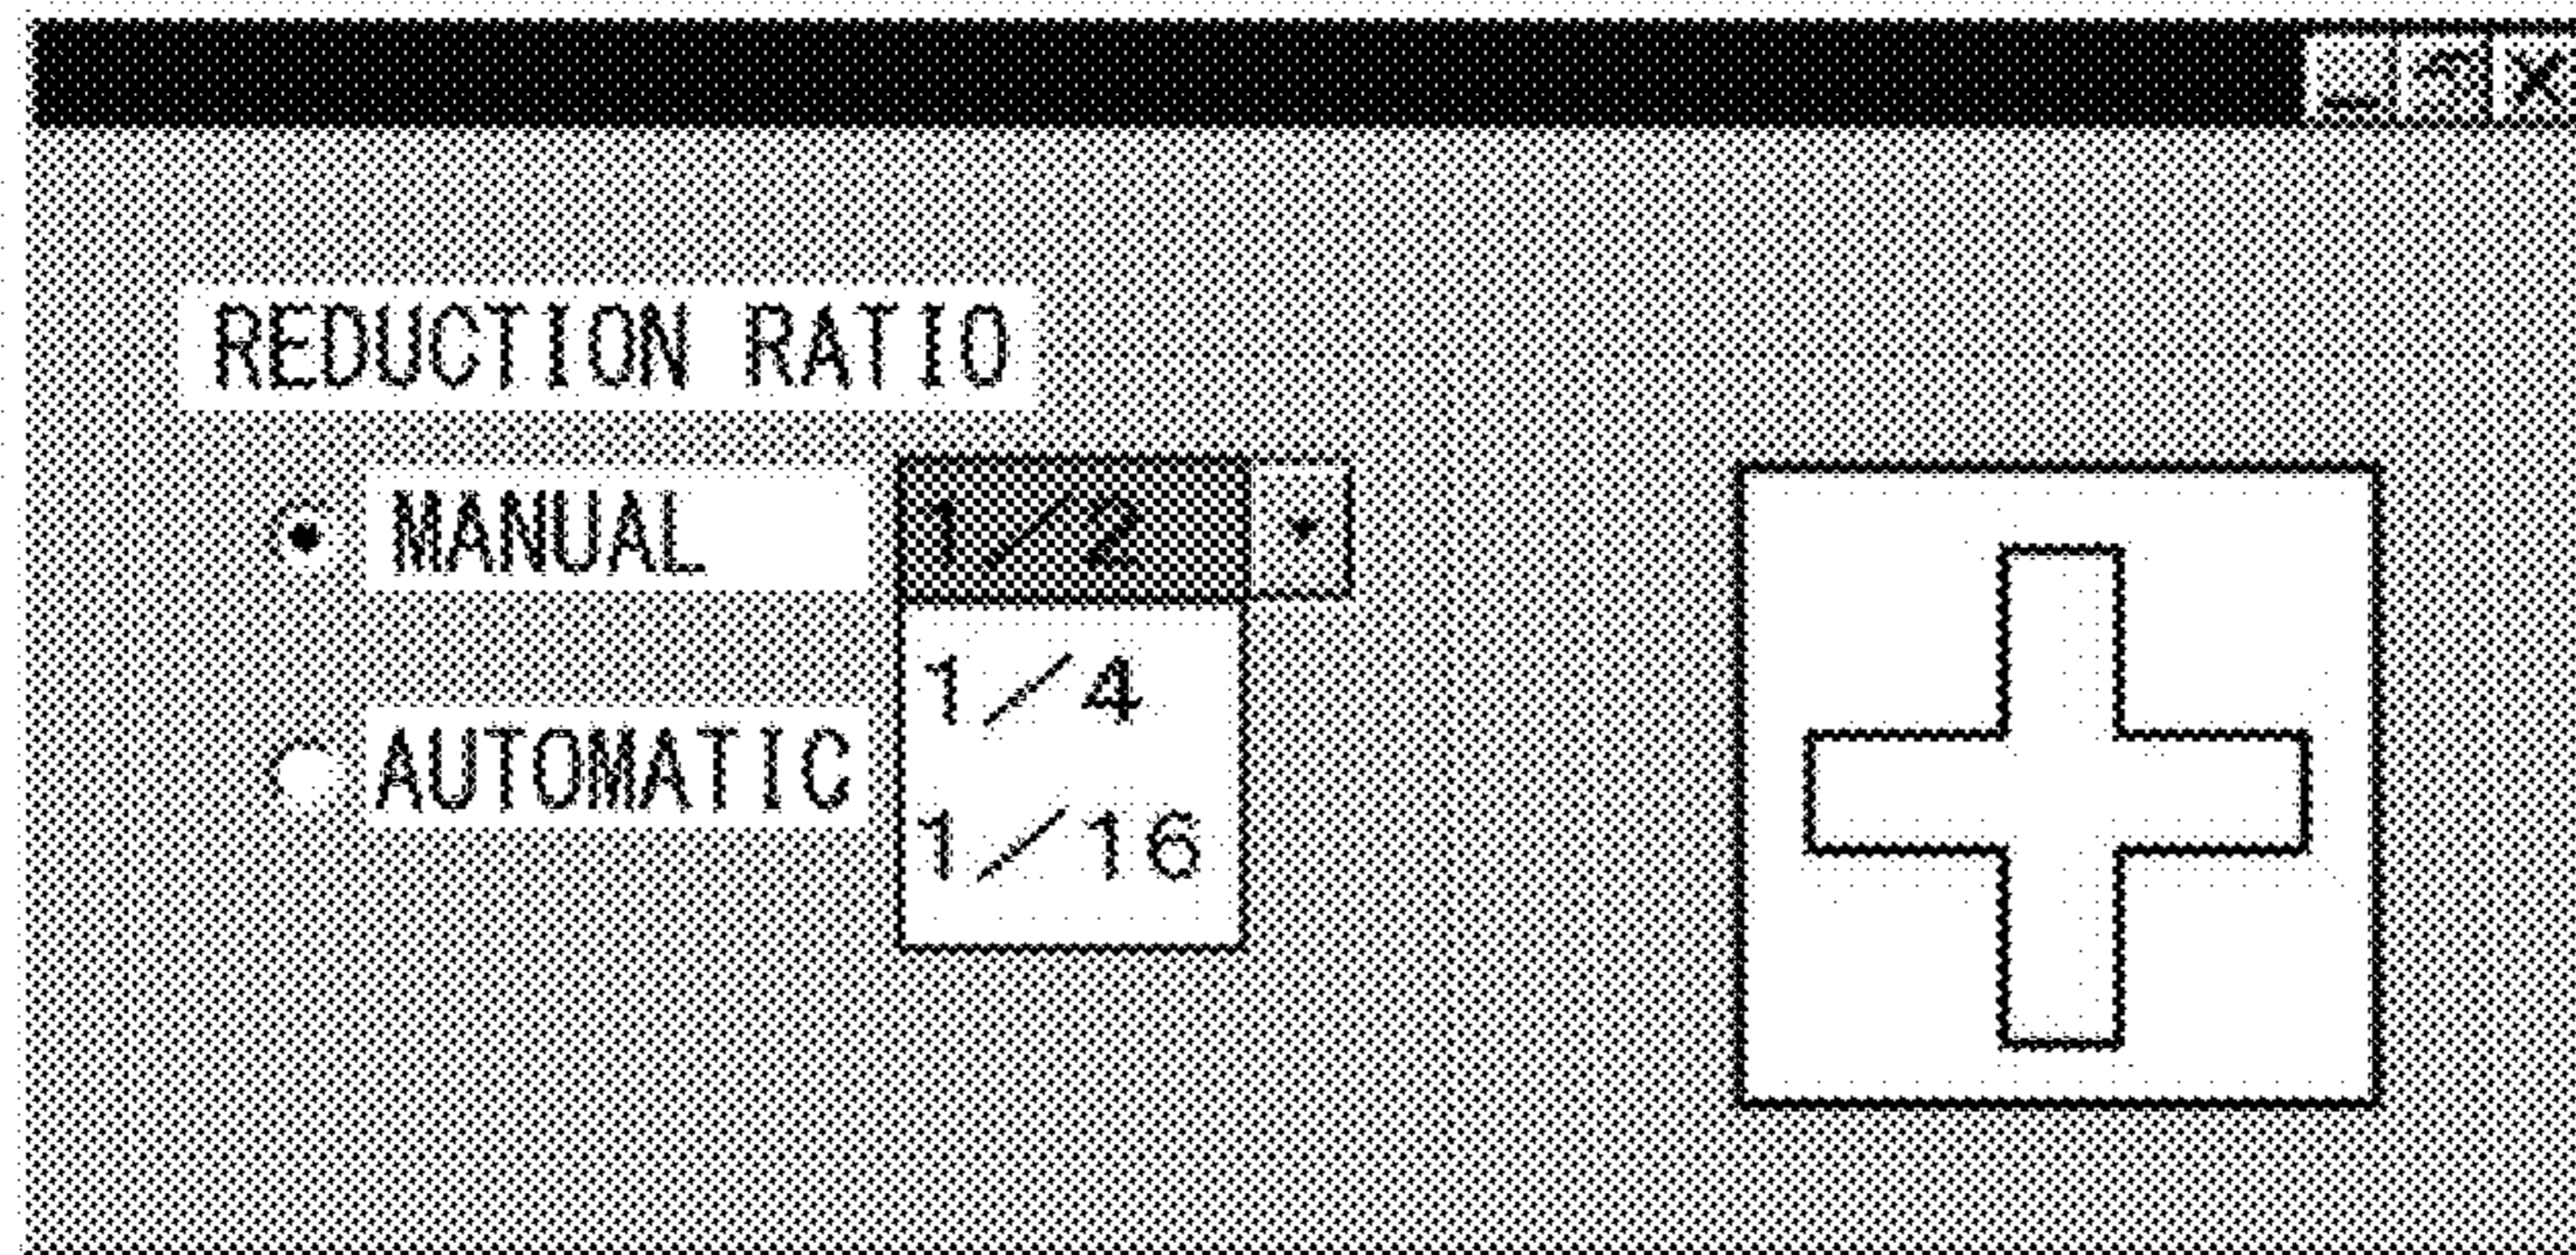 REDUCTION RATIO
MANUAL 1/2
1/4
AUTOMATIC
1/16